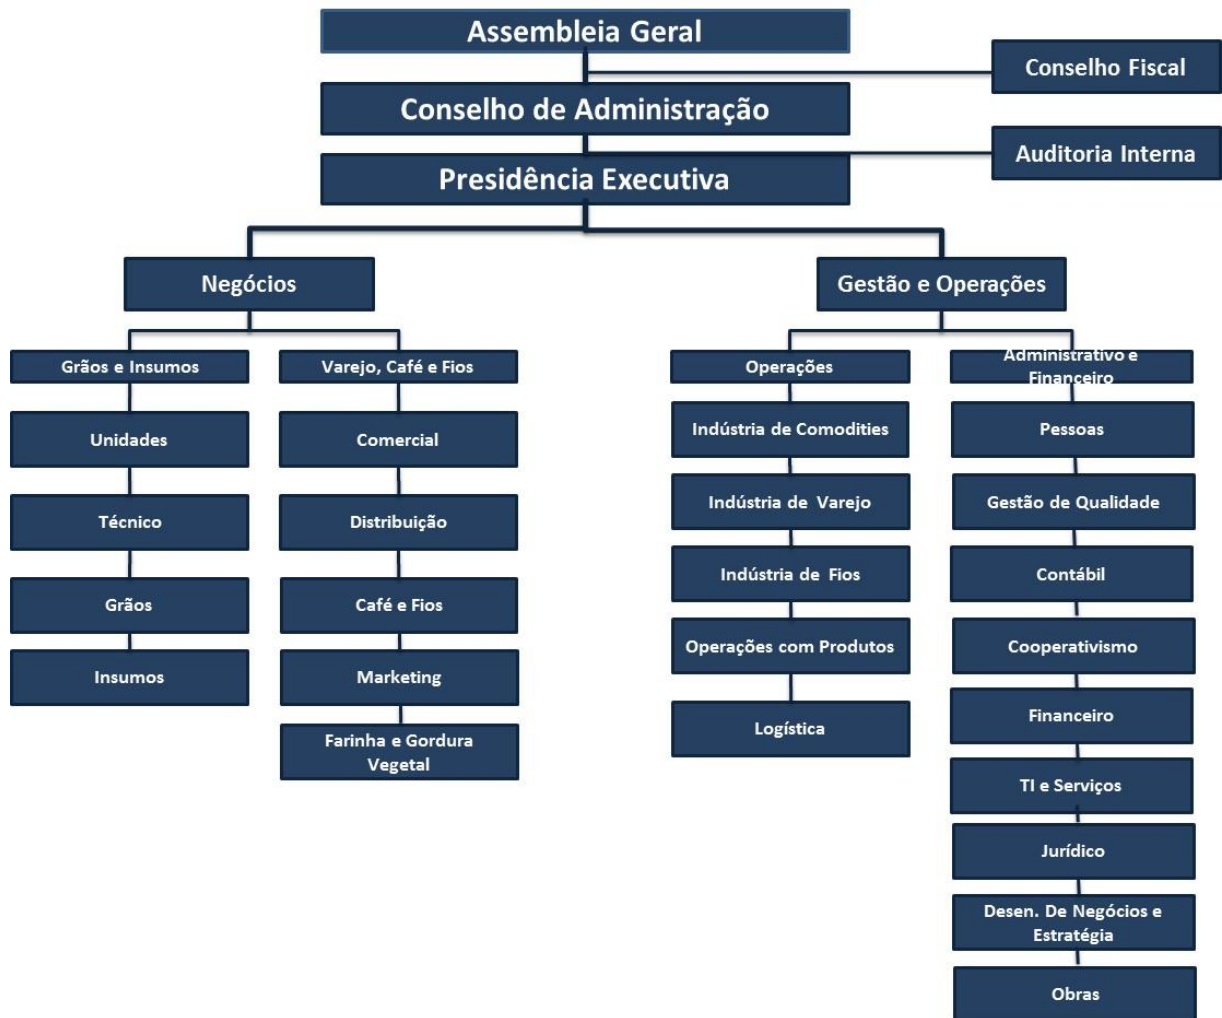 Assembleia Geral
Conselho Fiscal
Conselho de Administração
Auditoria Interna
Presidência Executiva
Negócios
Gestão e Operações
Grãos e Insumos
Unidades
Técnico
Grãos
Insumos
Varejo, Café e Fios
Comercial
Distribuição
Café e Fios
Marketing
Farinha e Gordura
Vegetal
Operações
Indústria de Comodities
Indústria de Varejo
Indústria de Fios
Operações com Produtos
Logística
Administrativo e
Financeiro
Pessoas
Gestão de Qualidade
Contábil
Cooperativismo
Financeiro
TI e Serviços
Jurídico
Desen. De Negócios e
Estratégia
Obras